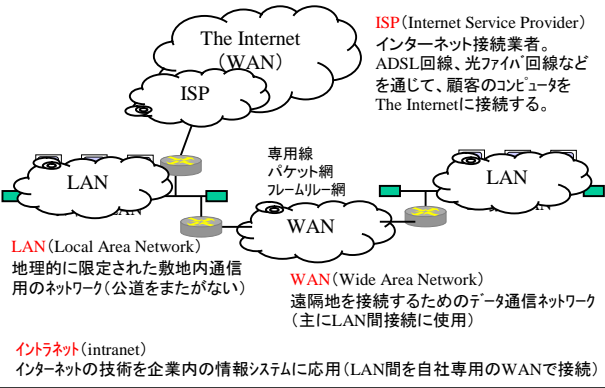 The Internet
（WAN）
ISP
ISP（Internet Service Provider）
インターネット接続業者。
ADSL回線、光ﾌｧｲﾊﾞ回線など
を通じて、顧客のｺﾝﾋﾟｭｰﾀを
The Internetに接続する。
専用線
パケット網
フレームリレー網
LAN
LAN
WAN
LAN（Local Area Network）
地理的に限定された敷地内通信
用のネットワーク（公道をまたがない）
WAN（Wide Area Network）
遠隔地を接続するためのデータ通信ネットワーク
（主にLAN間接続に使用）
イントラネット（intranet）
インターネットの技術を企業内の情報システムに応用（LAN間を自社専用のWANで接続）